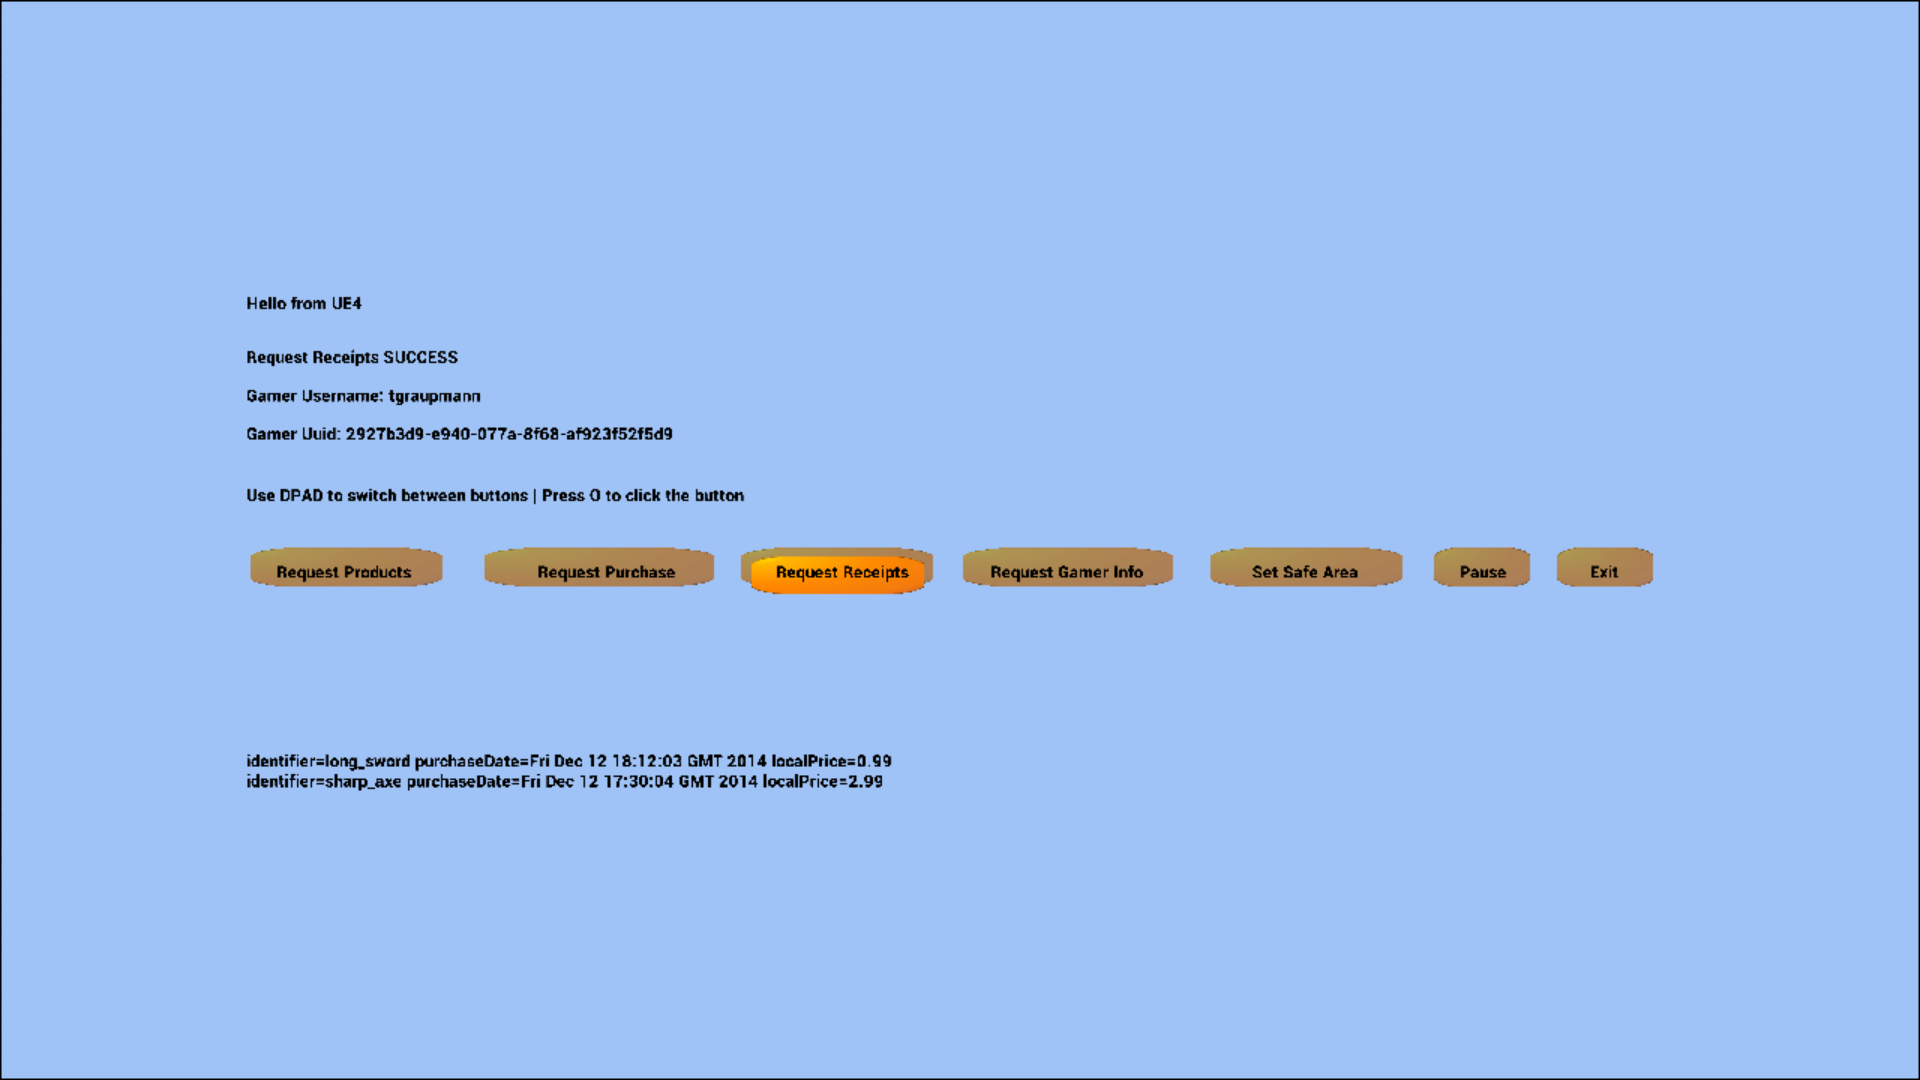 Hello from UE4
Request Receipts SUCCESS
Gamer Username: tgraupmann
Gamer Uuid: 2927b3d9-e940-077a-8f68-af923f52f5d9
Use DPAD to switch between buttons | Press O to click the button
Request Products Request Purchase Request Receipts Request Gamer Info Set Safe Area Pause Exit
identifier=long_sword purchaseDate=Fri Dec 12 18:12:03 GMT 2014 localPrice=0.99
identifier=sharp_axe purchaseDate=Fri Dec 12 17:30:04 GMT 2014 localPrice=2.99